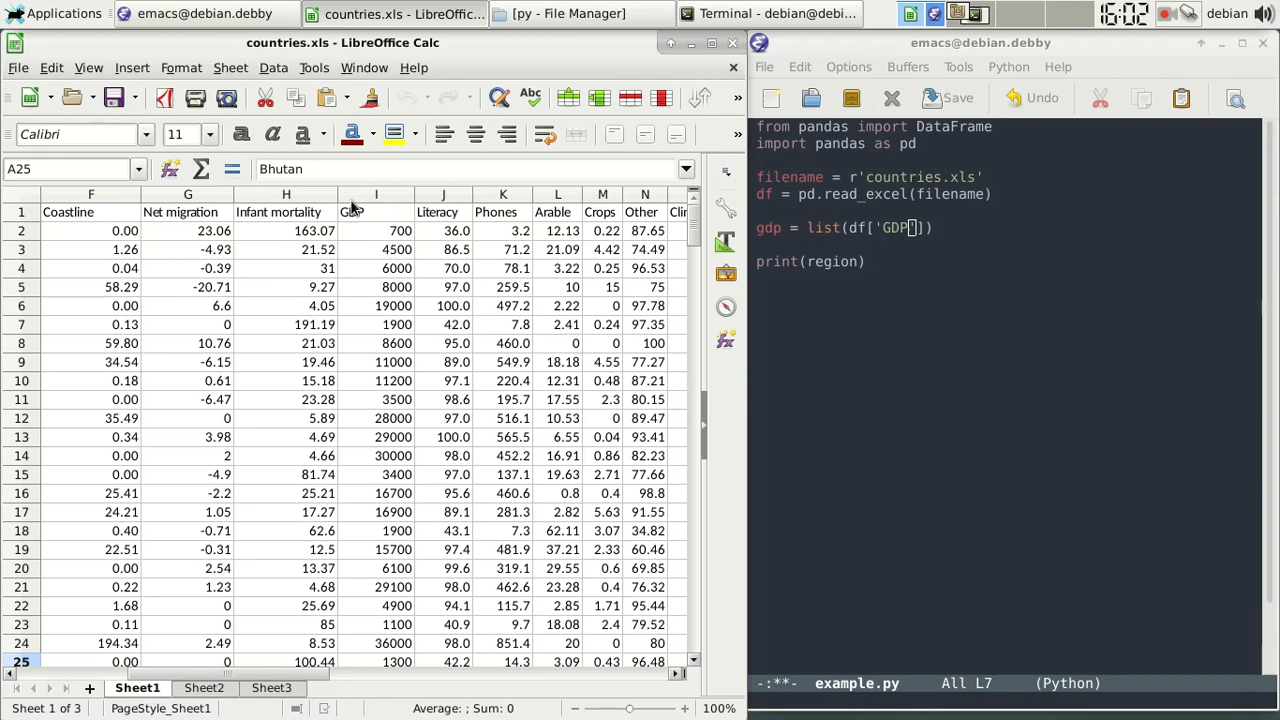 Applications
emacs@debian.debby
countries.xls - LibreOffic...
[py - File Manager]
Terminal - debian@debi...
16:02
debian
countries.xls - LibreOffice Calc
File Edit View Insert Format Sheet Data Tools Window Help
Calibri 11
A25 Bhutan
F G H I J K L M N
1 Coastline Net migration Infant mortality GDP Literacy Phones Arable Crops Other Clin
2 0.00 23.06 163.07 700 36.0 3.2 12.13 0.22 87.65
3 1.26 -4.93 21.52 4500 86.5 71.2 21.09 4.42 74.49
4 0.04 -0.39 31 6000 70.0 78.1 3.22 0.25 96.53
5 58.29 -20.71 9.27 8000 97.0 259.5 10 15 75
6 0.00 6.6 4.05 19000 100.0 497.2 2.22 0 97.78
7 0.13 0 191.19 1900 42.0 7.8 2.41 0.24 97.35
8 59.80 10.76 21.03 8600 95.0 460.0 0 0 100
9 34.54 -6.15 19.46 11000 89.0 549.9 18.18 4.55 77.27
10 0.18 0.61 15.18 11200 97.1 220.4 12.31 0.48 87.21
11 0.00 -6.47 23.28 3500 98.6 195.7 17.55 2.3 80.15
12 35.49 0 5.89 28000 97.0 516.1 10.53 0 89.47
13 0.34 3.98 4.69 29000 100.0 565.5 6.55 0.04 93.41
14 0.00 2 4.66 30000 98.0 452.2 16.91 0.86 82.23
15 0.00 -4.9 81.74 3400 97.0 137.1 19.63 2.71 77.66
16 25.41 -2.2 25.21 16700 95.6 460.6 0.8 0.4 98.8
17 24.21 1.05 17.27 16900 89.1 281.3 2.82 5.63 91.55
18 0.40 -0.71 62.6 1900 43.1 7.3 62.11 3.07 34.82
19 22.51 -0.31 12.5 15700 97.4 481.9 37.21 2.33 60.46
20 0.00 2.54 13.37 6100 99.6 319.1 29.55 0.6 69.85
21 0.22 1.23 4.68 29100 98.0 462.6 23.28 0.4 76.32
22 1.68 0 25.69 4900 94.1 115.7 2.85 1.71 95.44
23 0.11 0 85 1100 40.9 9.7 18.08 2.4 79.52
24 194.34 2.49 8.53 36000 98.0 851.4 20 0 80
25 0.00 0 100.44 1300 42.2 14.3 3.09 0.43 96.48
Sheet1 Sheet2 Sheet3
Sheet 1 of 3 PageStyle_Sheet1 Average: ; Sum: 0 100%
emacs@debian.debby
File Edit Options Buffers Tools Python Help
Save Undo
from pandas import DataFrame
import pandas as pd
filename = r'countries.xls'
df = pd.read_excel(filename)
gdp = list(df['GDP'])
print(region)
-:**- example.py All L7 (Python)